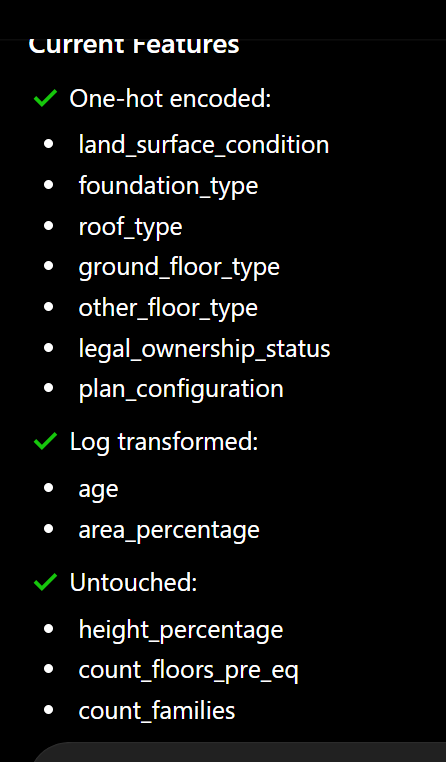 Current Features
✓ One-hot encoded:
• land_surface_condition
• foundation_type
• roof_type
• ground_floor_type
• other_floor_type
• legal_ownership_status
• plan_configuration
✓ Log transformed:
• age
• area_percentage
✓ Untouched:
• height_percentage
• count_floors_pre_eq
• count_families